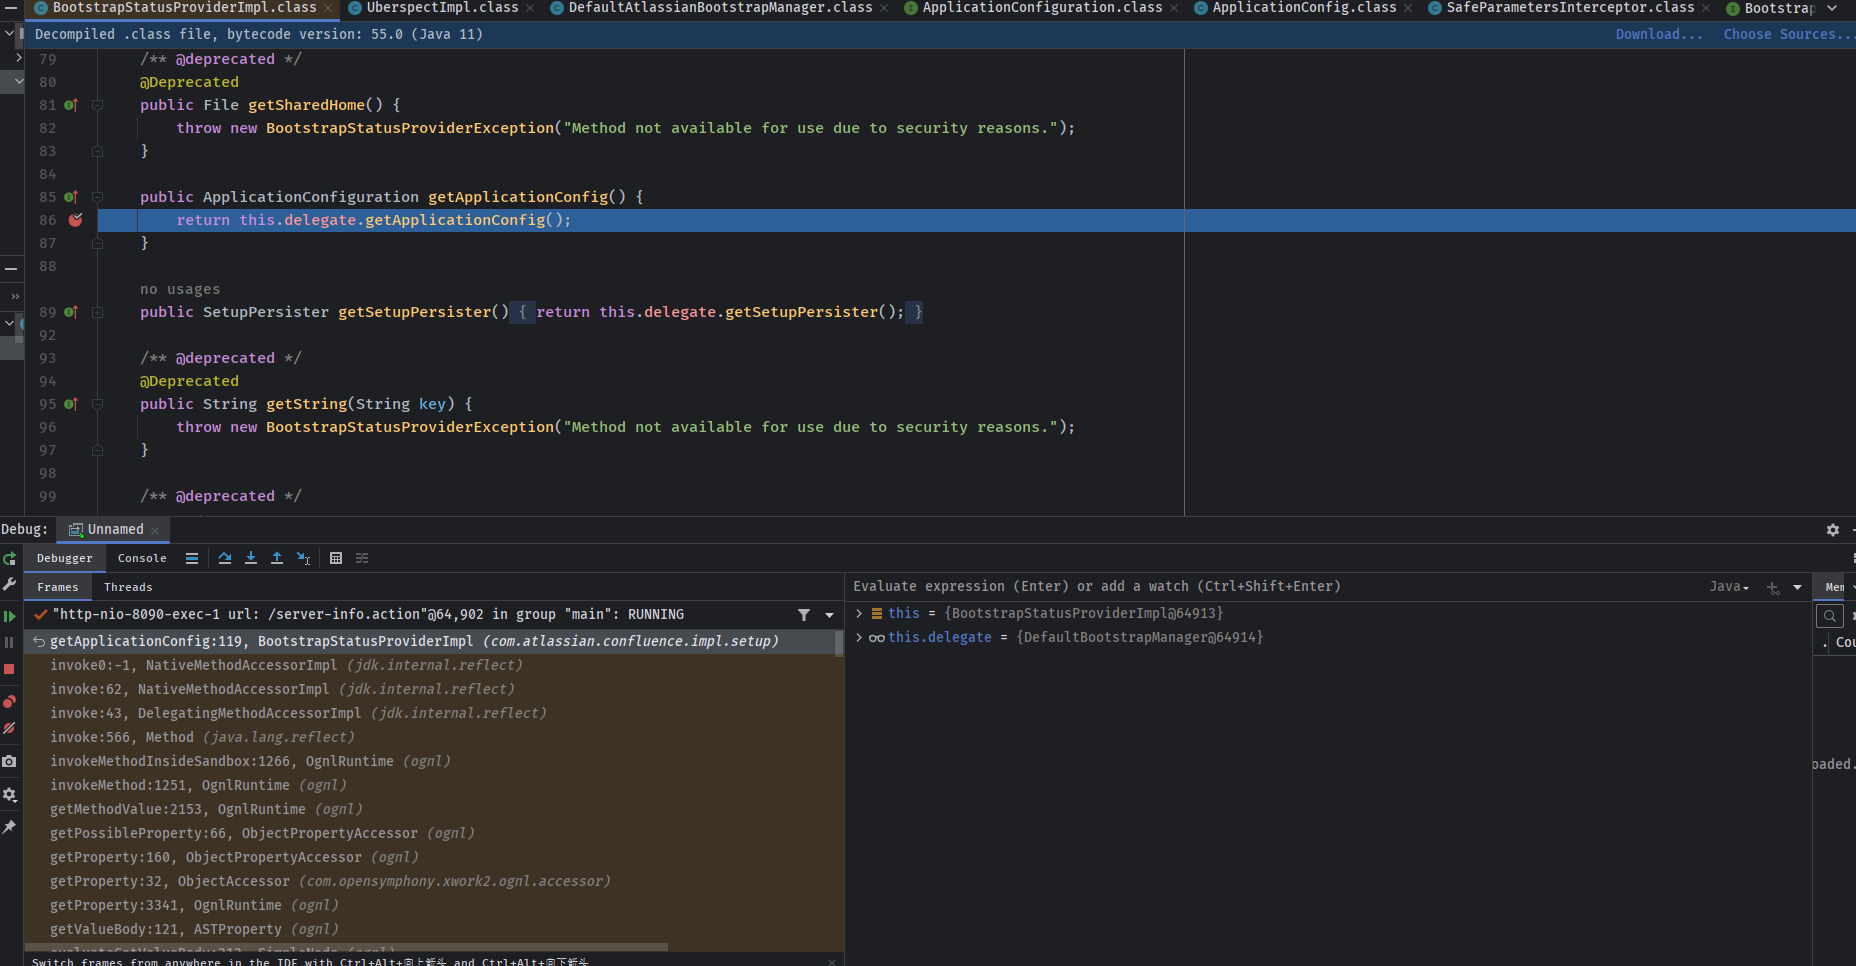 BootstrapStatusProviderImpl.class UberspectImpl.class DefaultAtlassianBootstrapManager.class ApplicationConfiguration.class ApplicationConfig.class SafeParametersInterceptor.class Bootstrap
Decompiled .class file, bytecode version: 55.0 (Java 11) Download... Choose Sources...
79 /** @deprecated */
80 @Deprecated
81 public File getSharedHome() {
82 throw new BootstrapStatusProviderException("Method not available for use due to security reasons.");
83 }
84
85 public ApplicationConfiguration getApplicationConfig() {
86 return this.delegate.getApplicationConfig();
87 }
88
no usages
89 public SetupPersister getSetupPersister() { return this.delegate.getSetupPersister(); }
92
93 /** @deprecated */
94 @Deprecated
95 public String getString(String key) {
96 throw new BootstrapStatusProviderException("Method not available for use due to security reasons.");
97 }
98
99 /** @deprecated */
Debug: Unnamed
Debugger Console
Frames Threads
Evaluate expression (Enter) or add a watch (Ctrl+Shift+Enter) Java Mem
"http-nio-8090-exec-1 url: /server-info.action"@64,902 in group "main": RUNNING
this = {BootstrapStatusProviderImpl@64913}
this.delegate = {DefaultBootstrapManager@64914}
. Cou
oaded.
getApplicationConfig:119, BootstrapStatusProviderImpl (com.atlassian.confluence.impl.setup)
invoke0:-1, NativeMethodAccessorImpl (jdk.internal.reflect)
invoke:62, NativeMethodAccessorImpl (jdk.internal.reflect)
invoke:43, DelegatingMethodAccessorImpl (jdk.internal.reflect)
invoke:566, Method (java.lang.reflect)
invokeMethodInsideSandbox:1266, OgnlRuntime (ognl)
invokeMethod:1251, OgnlRuntime (ognl)
getMethodValue:2153, OgnlRuntime (ognl)
getPossibleProperty:66, ObjectPropertyAccessor (ognl)
getProperty:160, ObjectPropertyAccessor (ognl)
getProperty:32, ObjectAccessor (com.opensymphony.xwork2.ognl.accessor)
getProperty:3341, OgnlRuntime (ognl)
getValueBody:121, ASTProperty (ognl)
evaluateGetValueBody:212, SimpleNode (ognl)
Switch frames from anywhere in the IDE with Ctrl+Alt+向上箭头 and Ctrl+Alt+向下箭头